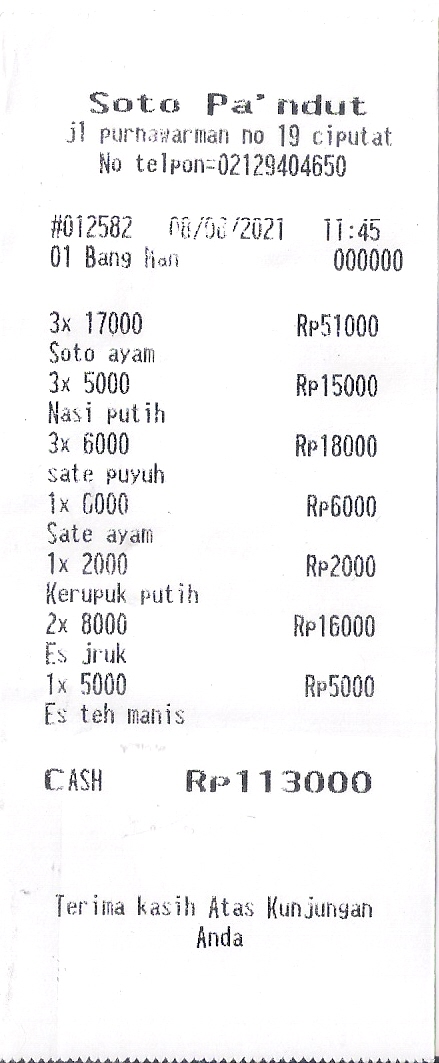 Soto Pa'ndut
jl purnawarman no 19 ciputat
No telpon=02129404650
#012582 08/06/2021 11:45
01 Bang 000000
3x 17000 Rp51000
Soto ayam
3x 5000 Rp15000
Nasi putih
3x 6000 Rp18000
sate puyuh
1x 6000 Rp6000
Sate ayam
1x 2000 Rp2000
Kerupuk putih
2x 8000 Rp16000
Es jruk
1x 5000 Rp5000
Es teh manis
CASH Rp113000
Terima kasih Atas Kunjungan
Anda